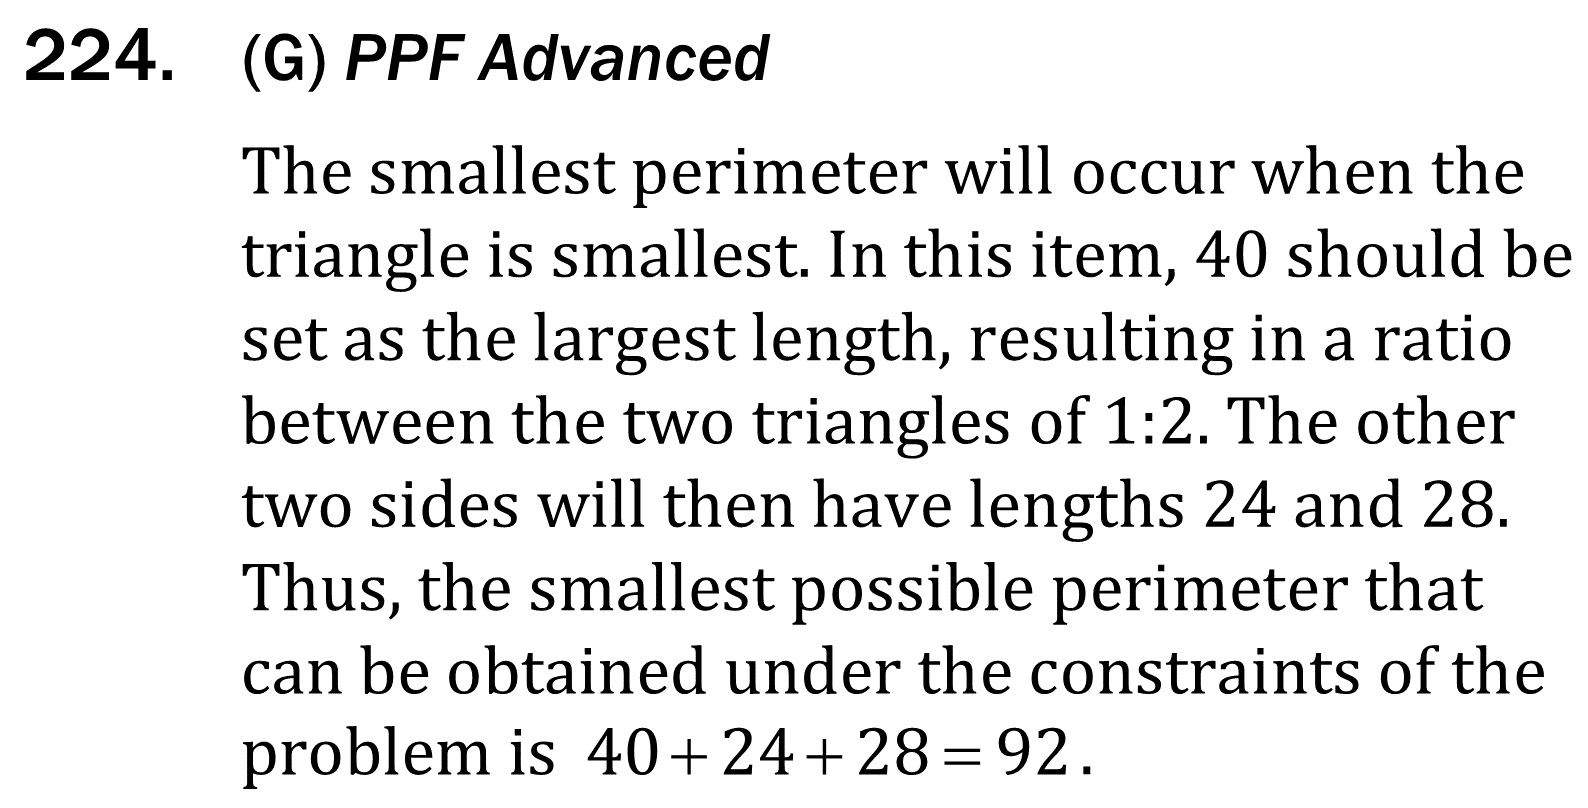 224. (G) PPF Advanced
The smallest perimeter will occur when the
triangle is smallest. In this item, 40 should be
set as the largest length, resulting in a ratio
between the two triangles of 1:2. The other
two sides will then have lengths 24 and 28.
Thus, the smallest possible perimeter that
can be obtained under the constraints of the
problem is 40+24+28=92.